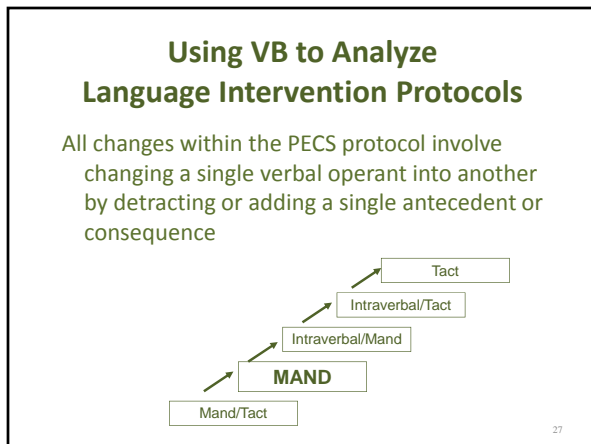 Using VB to Analyze
Language Intervention Protocols
All changes within the PECS protocol involve
changing a single verbal operant into another
by detracting or adding a single antecedent or
consequence
Tact
Intraverbal/Tact
Intraverbal/Mand
MAND
Mand/Tact
27